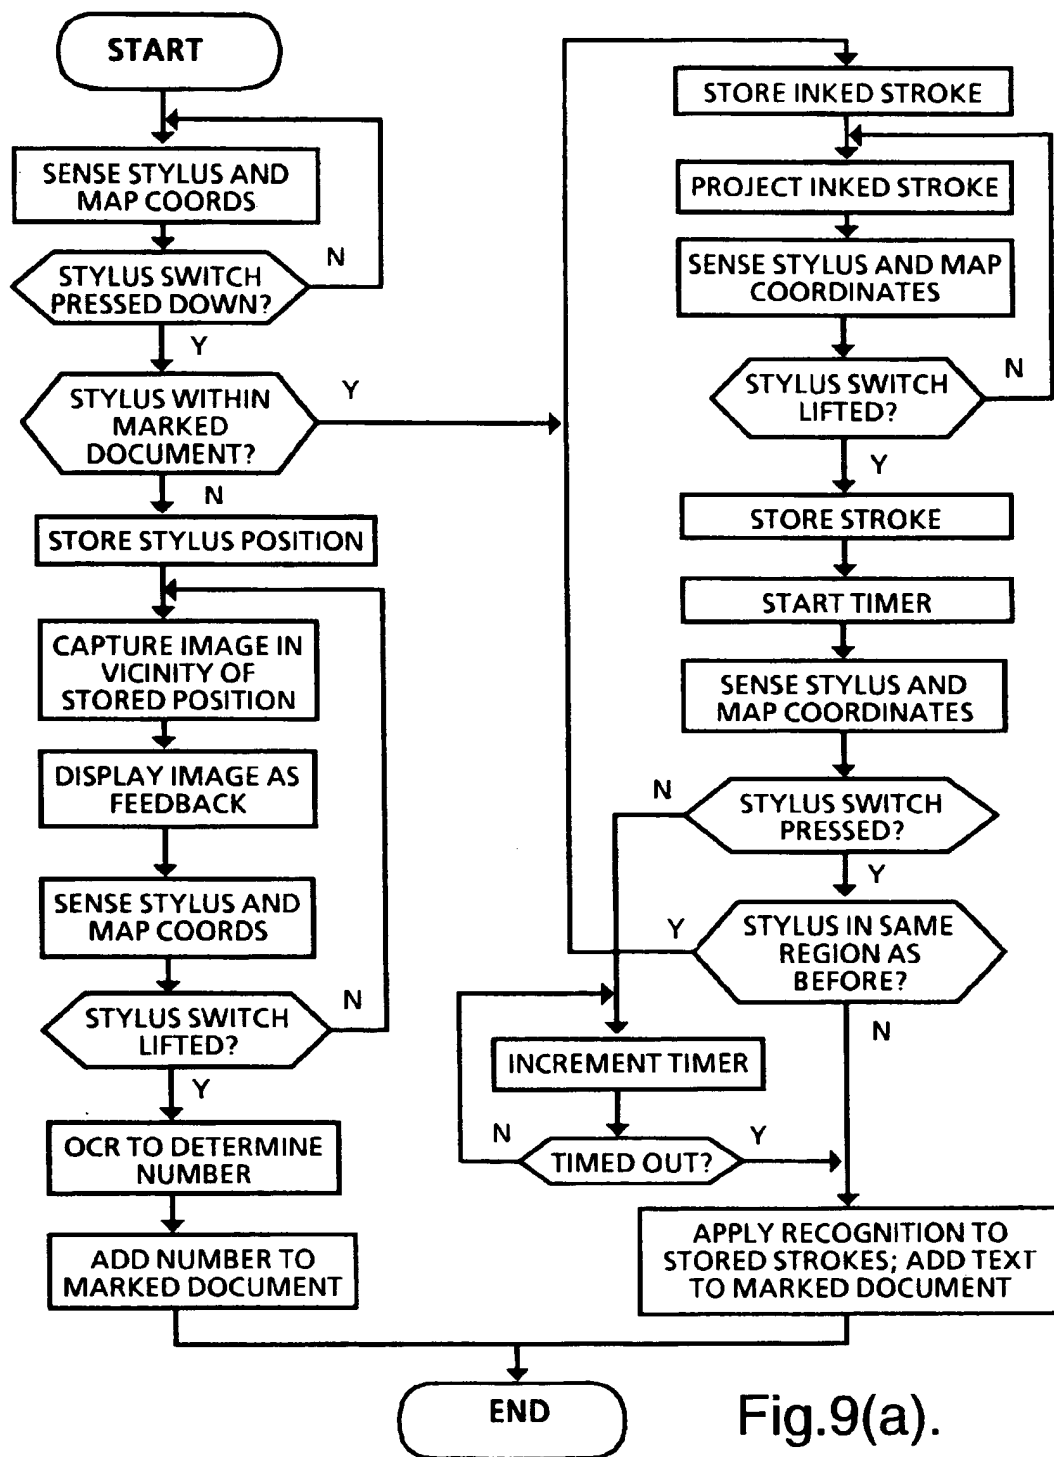 START
SENSE STYLUS AND
MAP COORDS
STYLUS SWITCH
PRESSED DOWN?
N
Y
STYLUS WITHIN
MARKED
DOCUMENT?
Y
N
STORE STYLUS POSITION
CAPTURE IMAGE IN
VICINITY OF
STORED POSITION
DISPLAY IMAGE AS
FEEDBACK
SENSE STYLUS AND
MAP COORDS
STYLUS SWITCH
LIFTED?
N
Y
OCR TO DETERMINE
NUMBER
ADD NUMBER TO
MARKED DOCUMENT
STORE INKED STROKE
PROJECT INKED STROKE
SENSE STYLUS AND MAP
COORDINATES
STYLUS SWITCH
LIFTED?
N
Y
STORE STROKE
START TIMER
SENSE STYLUS AND
MAP COORDINATES
N
STYLUS SWITCH
PRESSED?
Y
Y
STYLUS IN SAME
REGION AS
BEFORE?
N
INCREMENT TIMER
N
TIMED OUT?
Y
APPLY RECOGNITION TO
STORED STROKES; ADD TEXT
TO MARKED DOCUMENT
END
Fig.9(a).